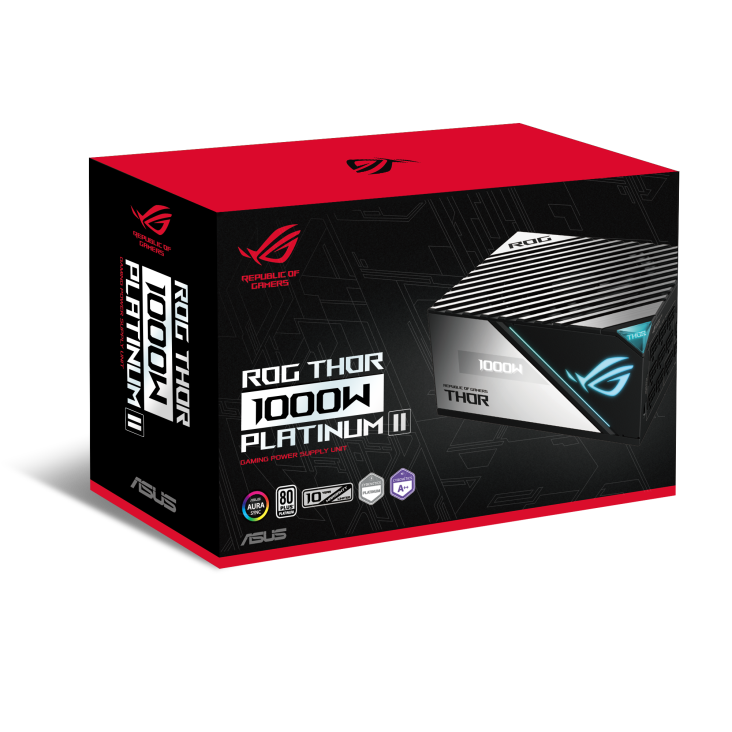 REPUBLIC OF
GAMERS
ROG THOR
1000W
PLATINUM II
GAMING POWER SUPPLY UNIT
ASUS
REPUBLIC OF
GAMERS
ROG THOR
1000W
PLATINUM II
GAMING POWER SUPPLY UNIT
AURA
SYNC
80
PLUS
PLATINUM
10
PLATINUM
A++
ASUS
ROG
THOR
1000W
REPUBLIC OF GAMERS
THOR